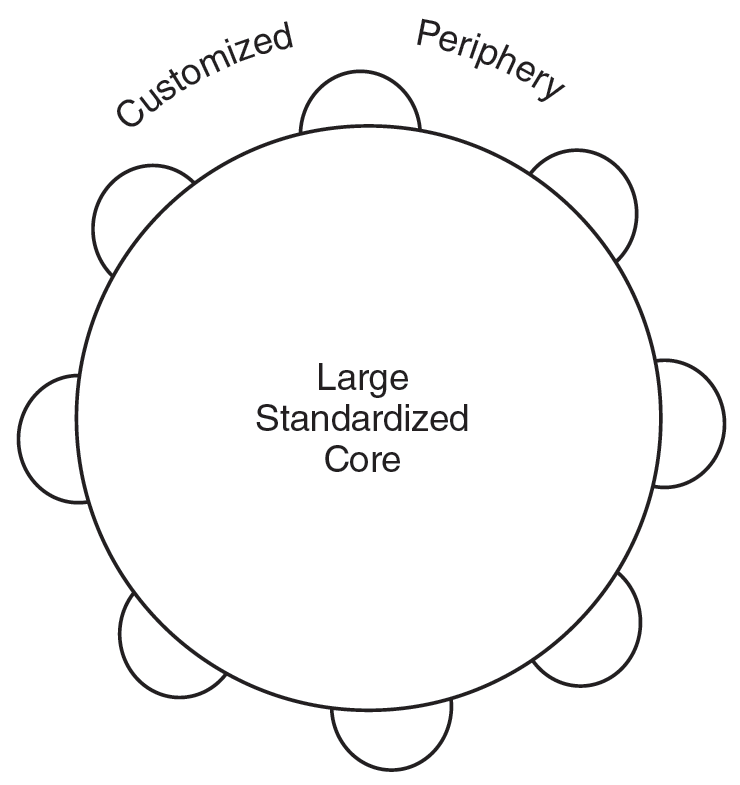 Customized Periphery
Large
Standardized
Core